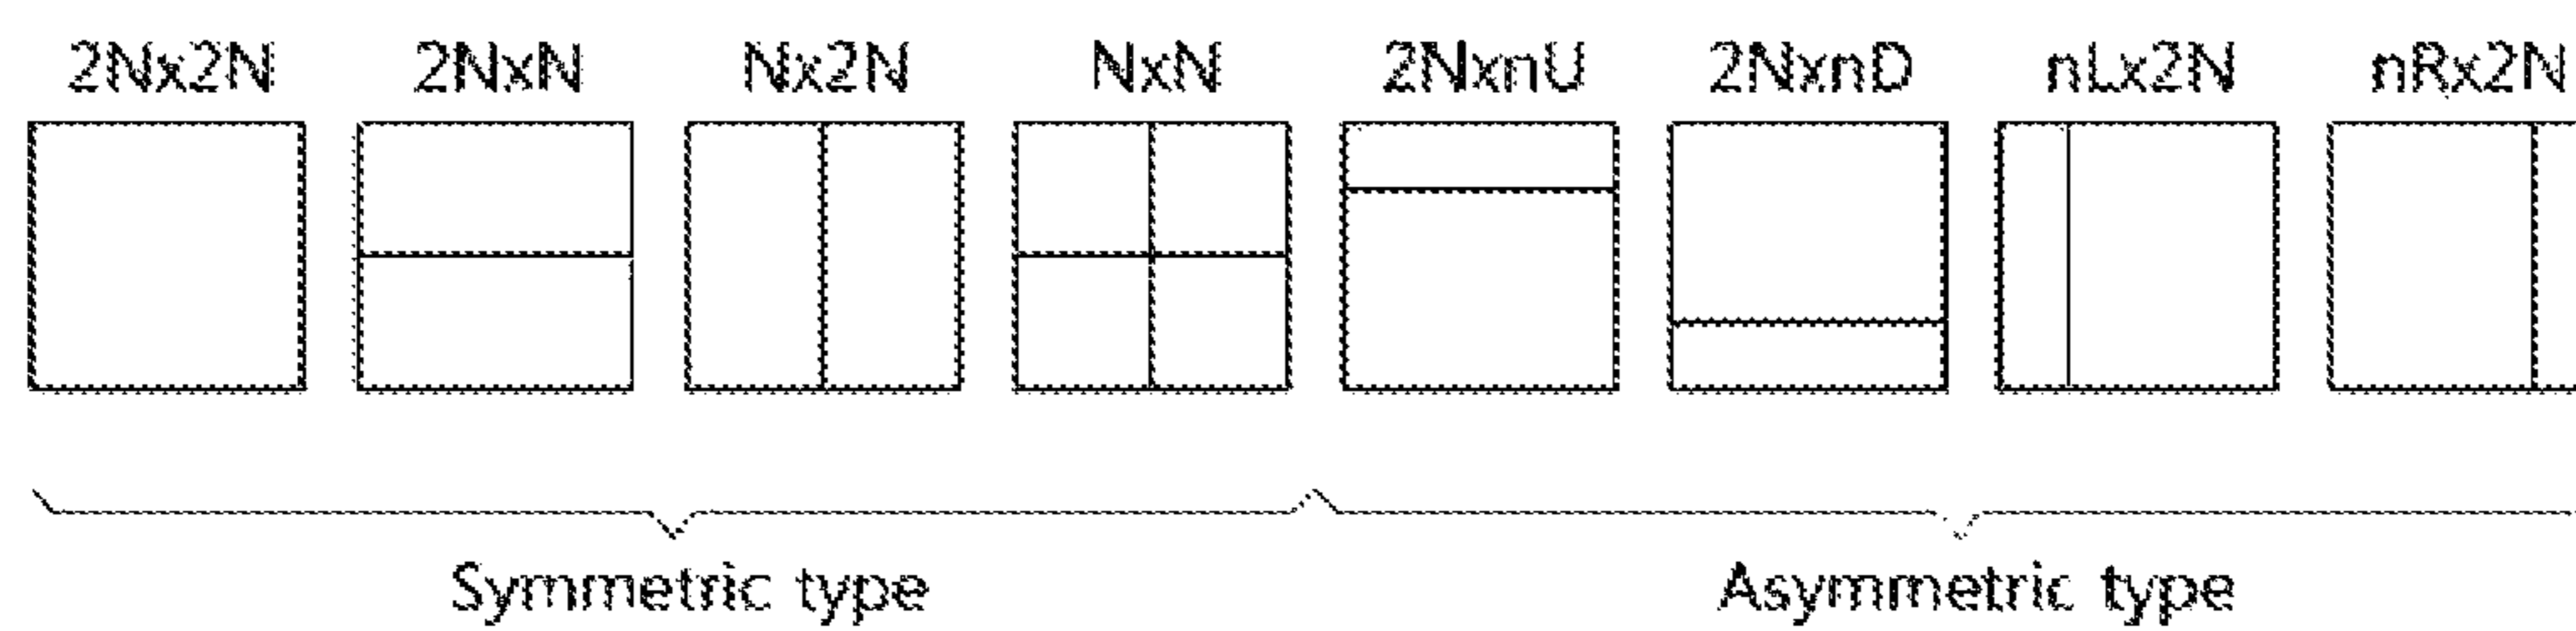 2Nx2N 2NxN Nx2N NxN 2NxnU 2NxnD nLx2N nRx2N
Symmetric type Asymmetric type